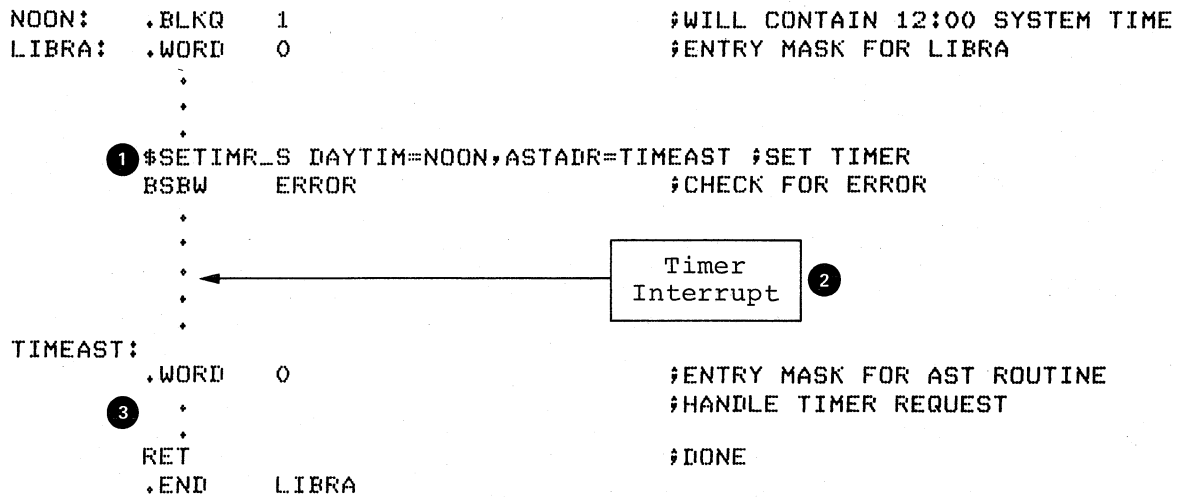 NOON: .BLKQ 1 ;WILL CONTAIN 12:00 SYSTEM TIME
LIBRA: .WORD 0 ;ENTRY MASK FOR LIBRA
.
.
.
1 $SETIMR_S DAYTIM=NOON,ASTADR=TIMEAST ;SET TIMER
BSBW ERROR ;CHECK FOR ERROR
.
.
.
Timer
Interrupt 2
.
.
TIMEAST:
.WORD 0 ;ENTRY MASK FOR AST ROUTINE
3 . ;HANDLE TIMER REQUEST
.
RET ;DONE
.END LIBRA